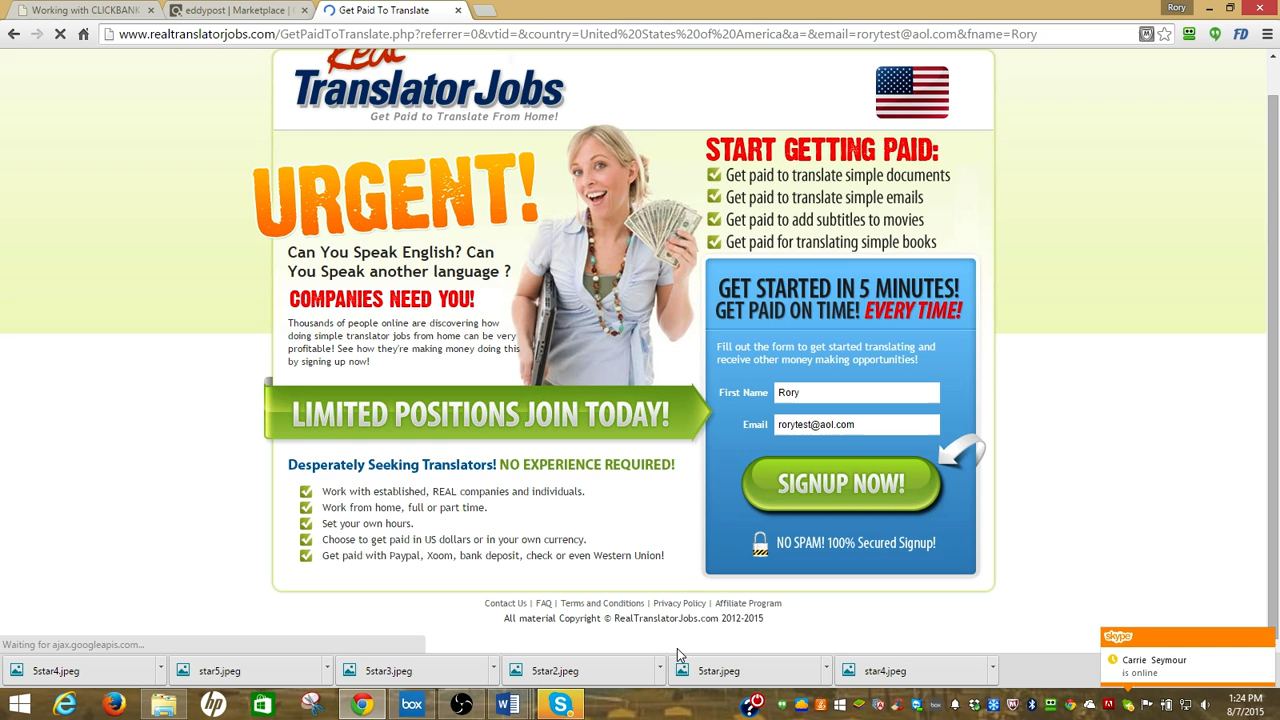 Working with CLICKBANK
eddypost | Marketplace | C
Get Paid To Translate
Rory
www.realtranslatorjobs.com/GetPaidToTranslate.php?referrer=0&vtid=&country=United%20States%20of%20America&a=&email=rorytest@aol.com&fname=Rory
Real
TranslatorJobs
Get Paid to Translate From Home!
URGENT!
Can You Speak English? Can
You Speak another language ?
COMPANIES NEED YOU!
Thousands of people online are discovering how
doing simple translator jobs from home can be very
profitable! See how they're making money doing this
by signing up now!
START GETTING PAID:
Get paid to translate simple documents
Get paid to translate simple emails
Get paid to add subtitles to movies
Get paid for translating simple books
GET STARTED IN 5 MINUTES!
GET PAID ON TIME! EVERY TIME!
Fill out the form to get started translating and
receive other money making opportunities!
First Name Rory
Email rorytest@aol.com
SIGNUP NOW!
NO SPAM! 100% Secured Signup!
LIMITED POSITIONS JOIN TODAY!
Desperately Seeking Translators! NO EXPERIENCE REQUIRED!
Work with established, REAL companies and individuals.
Work from home, full or part time.
Set your own hours.
Choose to get paid in US dollars or in your own currency.
Get paid with Paypal, Xoom, bank deposit, check or even Western Union!
Contact Us | FAQ | Terms and Conditions | Privacy Policy | Affiliate Program
All material Copyright © RealTranslatorJobs.com 2012-2015
Waiting for ajax.googleapis.com...
skype
Carrie Seymour
is online
5star4.jpeg
star5.jpeg
5star3.jpeg
5star2.jpeg
5star.jpeg
star4.jpeg
hp
box
1:24 PM
8/7/2015